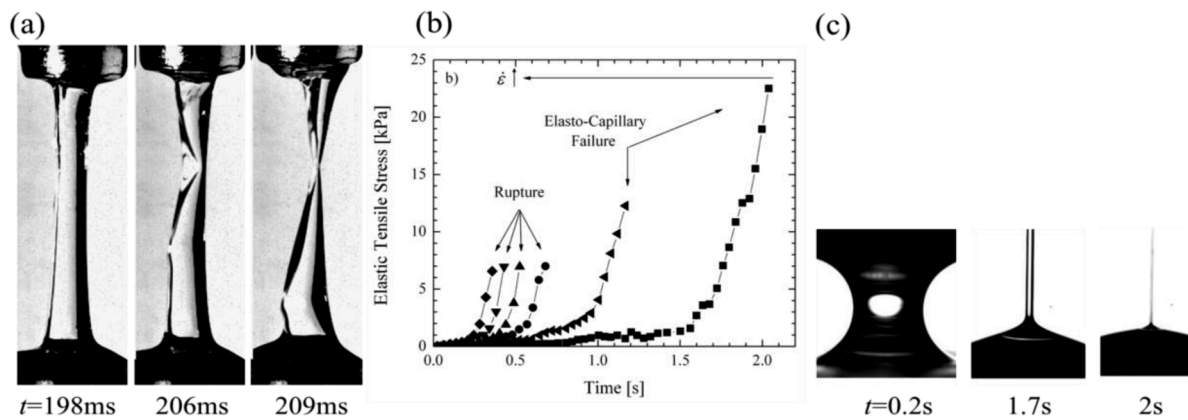 (a)
(b)
(c)
b)
ε̇
Elasto-Capillary
Failure
Rupture
Elastic Tensile Stress [kPa]
25
20
15
10
5
0
0.0 0.5 1.0 1.5 2.0
Time [s]
t=198ms 206ms 209ms
t=0.2s 1.7s 2s